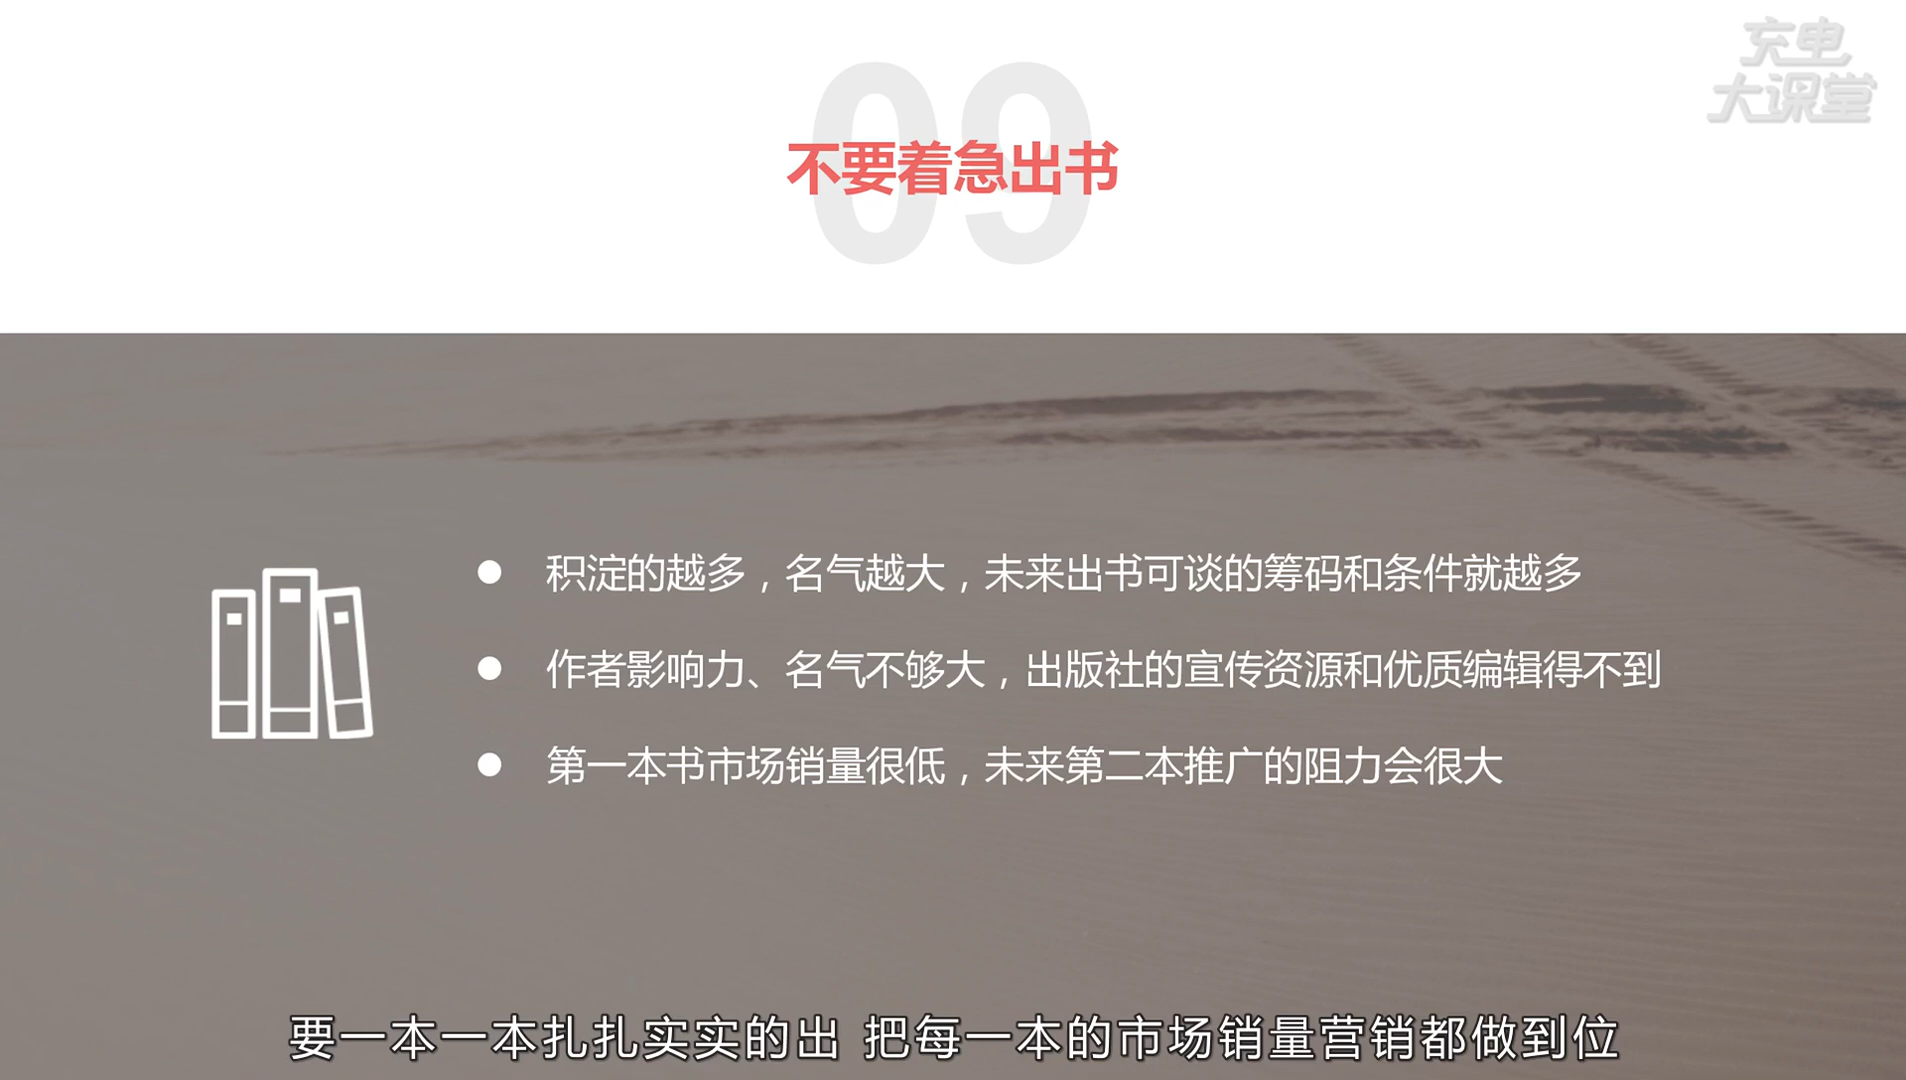 充电
大课堂
09
不要着急出书
积淀的越多，名气越大，未来出书可谈的筹码和条件就越多
作者影响力、名气不够大，出版社的宣传资源和优质编辑得不到
第一本书市场销量很低，未来第二本推广的阻力会很大
要一本一本扎扎实实的出 把每一本的市场销量营销都做到位